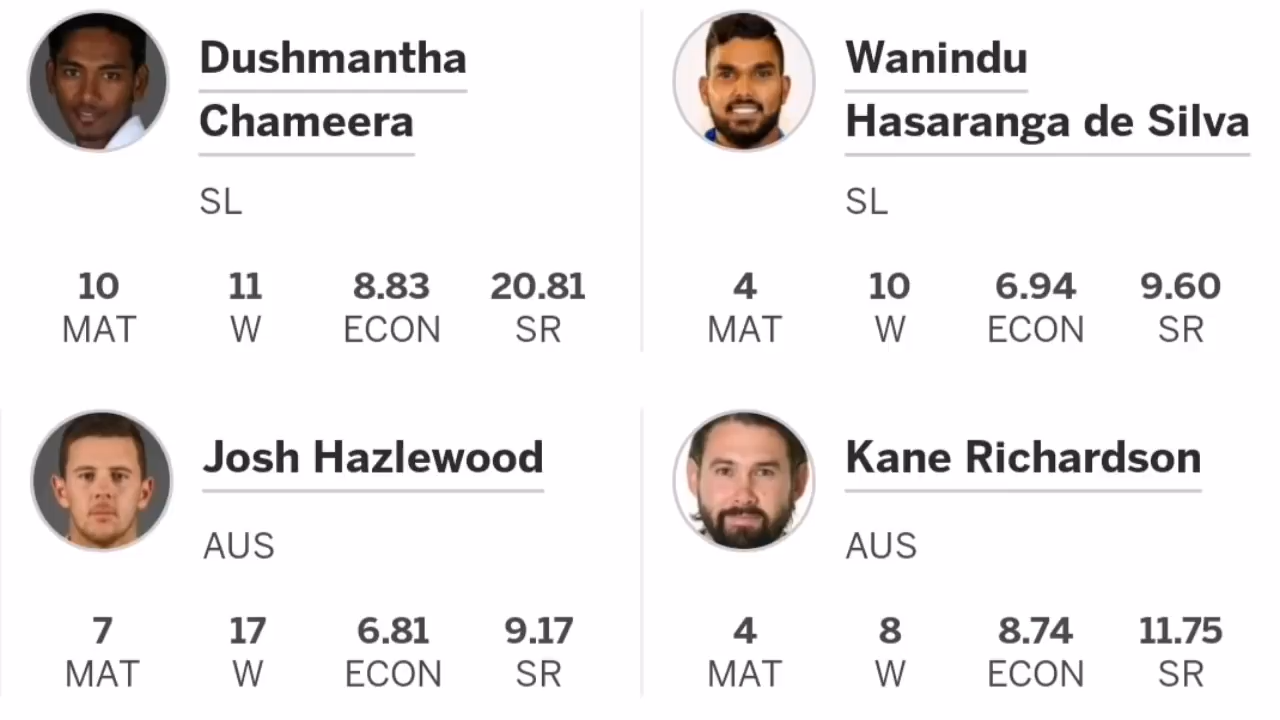 Dushmantha
Chameera
SL
10 11 8.83 20.81
MAT W ECON SR
Wanindu
Hasaranga de Silva
SL
4 10 6.94 9.60
MAT W ECON SR
Josh Hazlewood
AUS
7 17 6.81 9.17
MAT W ECON SR
Kane Richardson
AUS
4 8 8.74 11.75
MAT W ECON SR